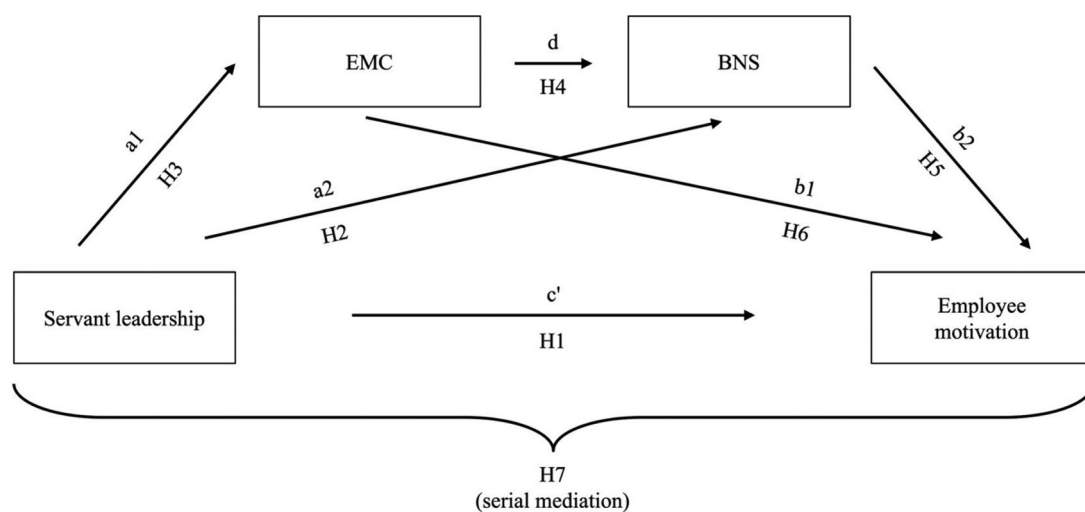 EMC
d
H4
BNS
a1
H3
a2
H2
b1
H6
b2
H5
Servant leadership
c'
H1
Employee
motivation
H7
(serial mediation)